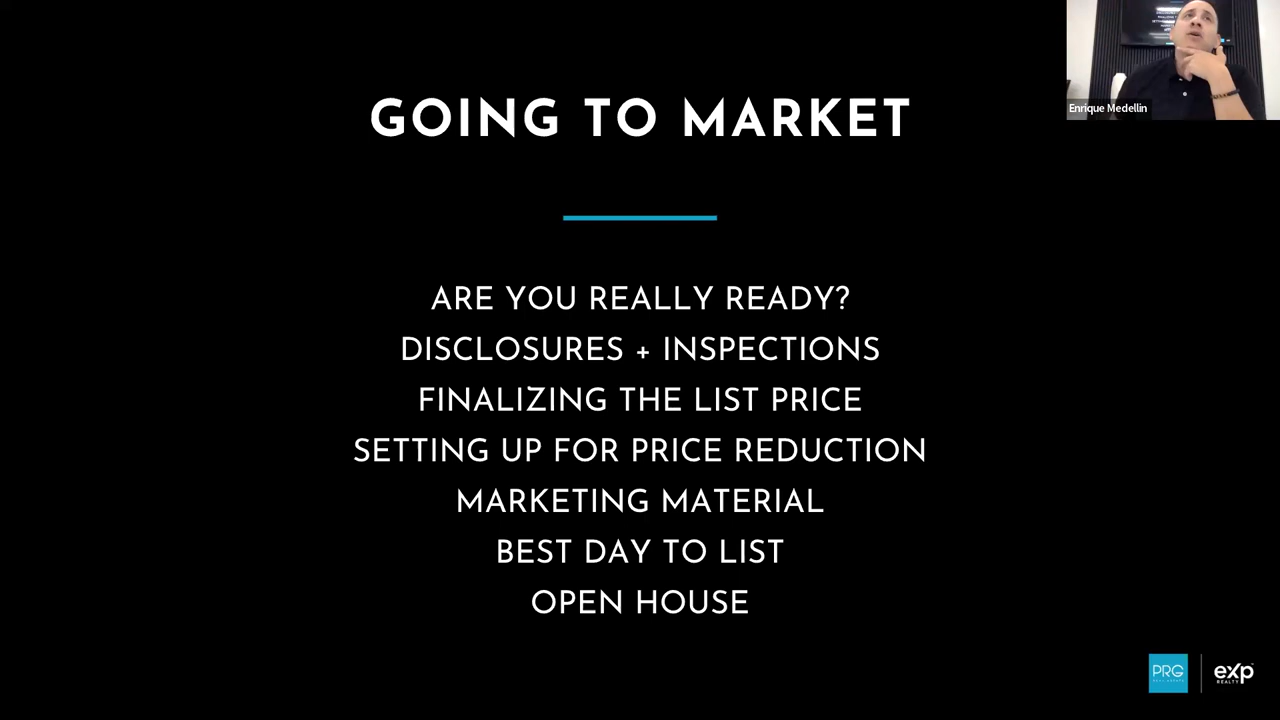 GOING TO MARKET
ARE YOU REALLY READY?
DISCLOSURES + INSPECTIONS
FINALIZING THE LIST PRICE
SETTING UP FOR PRICE REDUCTION
MARKETING MATERIAL
BEST DAY TO LIST
OPEN HOUSE
Enrique Medellin
PRG
eXp
REALTY